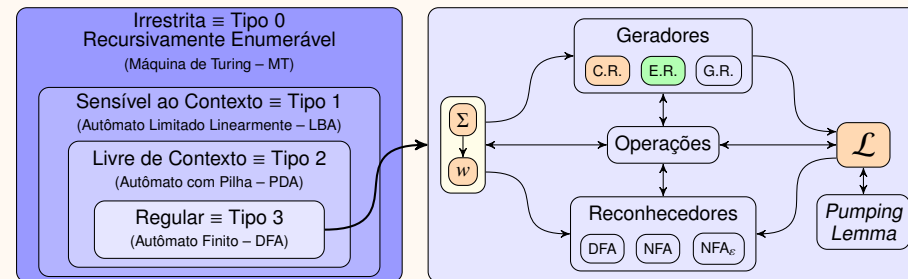 Irrestrita ≡ Tipo 0
Recursivamente Enumerável
(Máquina de Turing – MT)
Sensível ao Contexto ≡ Tipo 1
(Autômato Limitado Linearmente – LBA)
Livre de Contexto ≡ Tipo 2
(Autômato com Pilha – PDA)
Regular ≡ Tipo 3
(Autômato Finito – DFA)
Σ
w
Geradores
C.R. E.R. G.R.
Operações
Reconhecedores
DFA NFA NFAε
ℒ
Pumping
Lemma